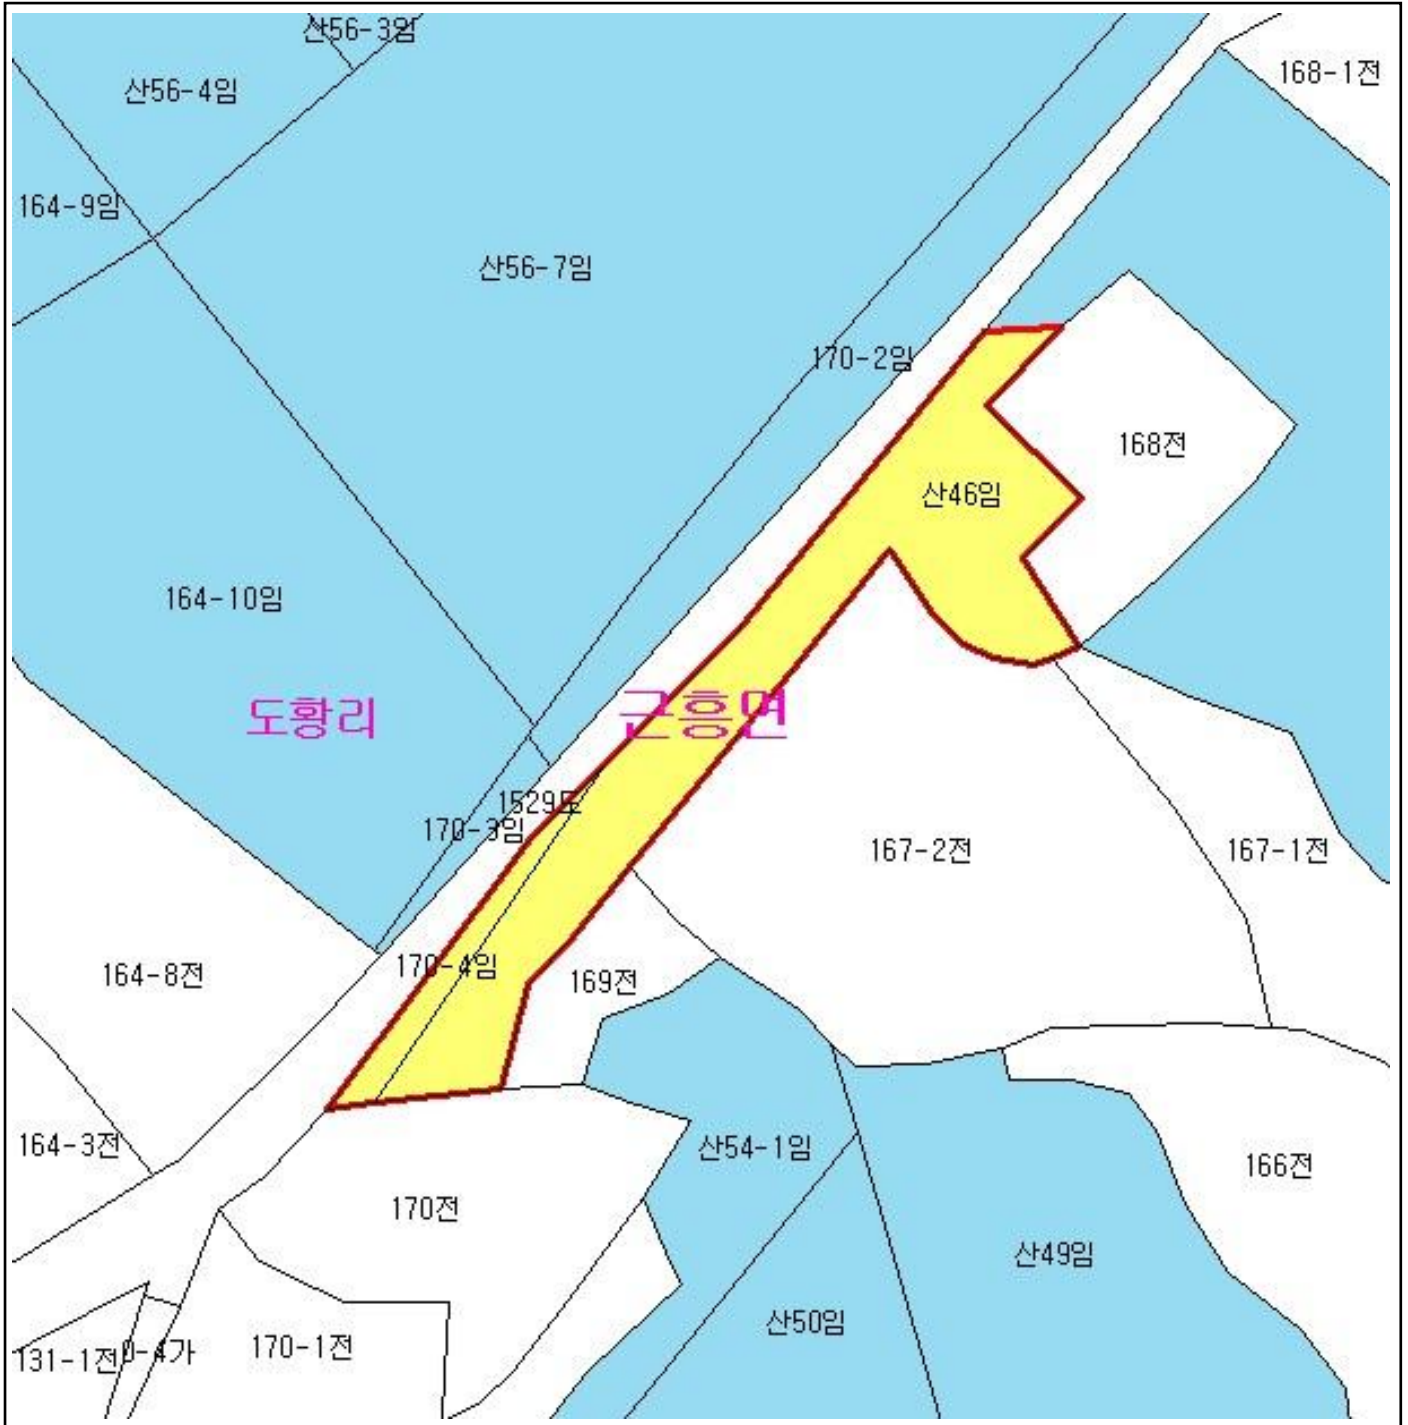 산56-3임
168-1전
산56-4임
164-9임
산56-7임
170-2임
168전
산46임
164-10임
도황리
근흥면
1529도
170-3임
167-2전
167-1전
170-4임
164-8전
169전
164-3전
산54-1임
166전
170전
산49임
산50임
170-1전
131-1전
0-4가